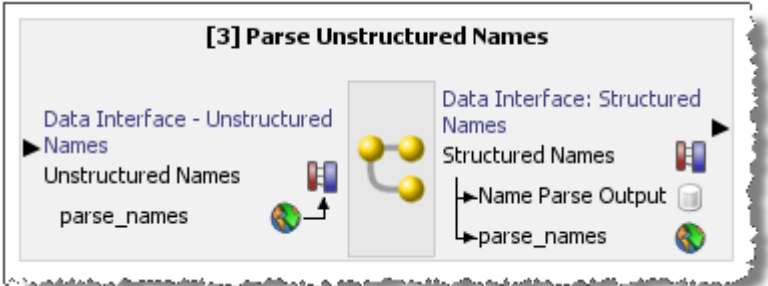 [3] Parse Unstructured Names
Data Interface - Unstructured
Names
Unstructured Names
parse_names
Data Interface: Structured
Names
Structured Names
Name Parse Output
parse_names